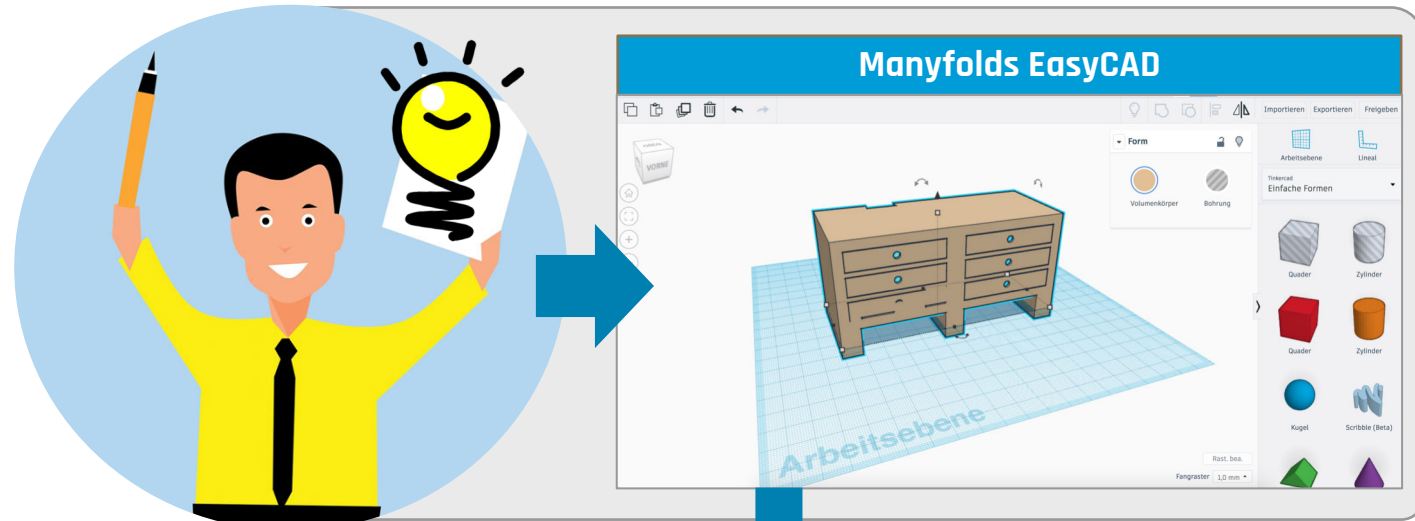 Manyfolds EasyCAD
Importieren Exportieren Freigeben
VORNE
Form
Volumenkörper Bohrung
Arbeitsebene Lineal
Tinkercad
Einfache Formen
Quader Zylinder
Quader Zylinder
Kugel Scribble (Beta)
Arbeitsebene
Rast. bea.
Fangraster 1,0 mm